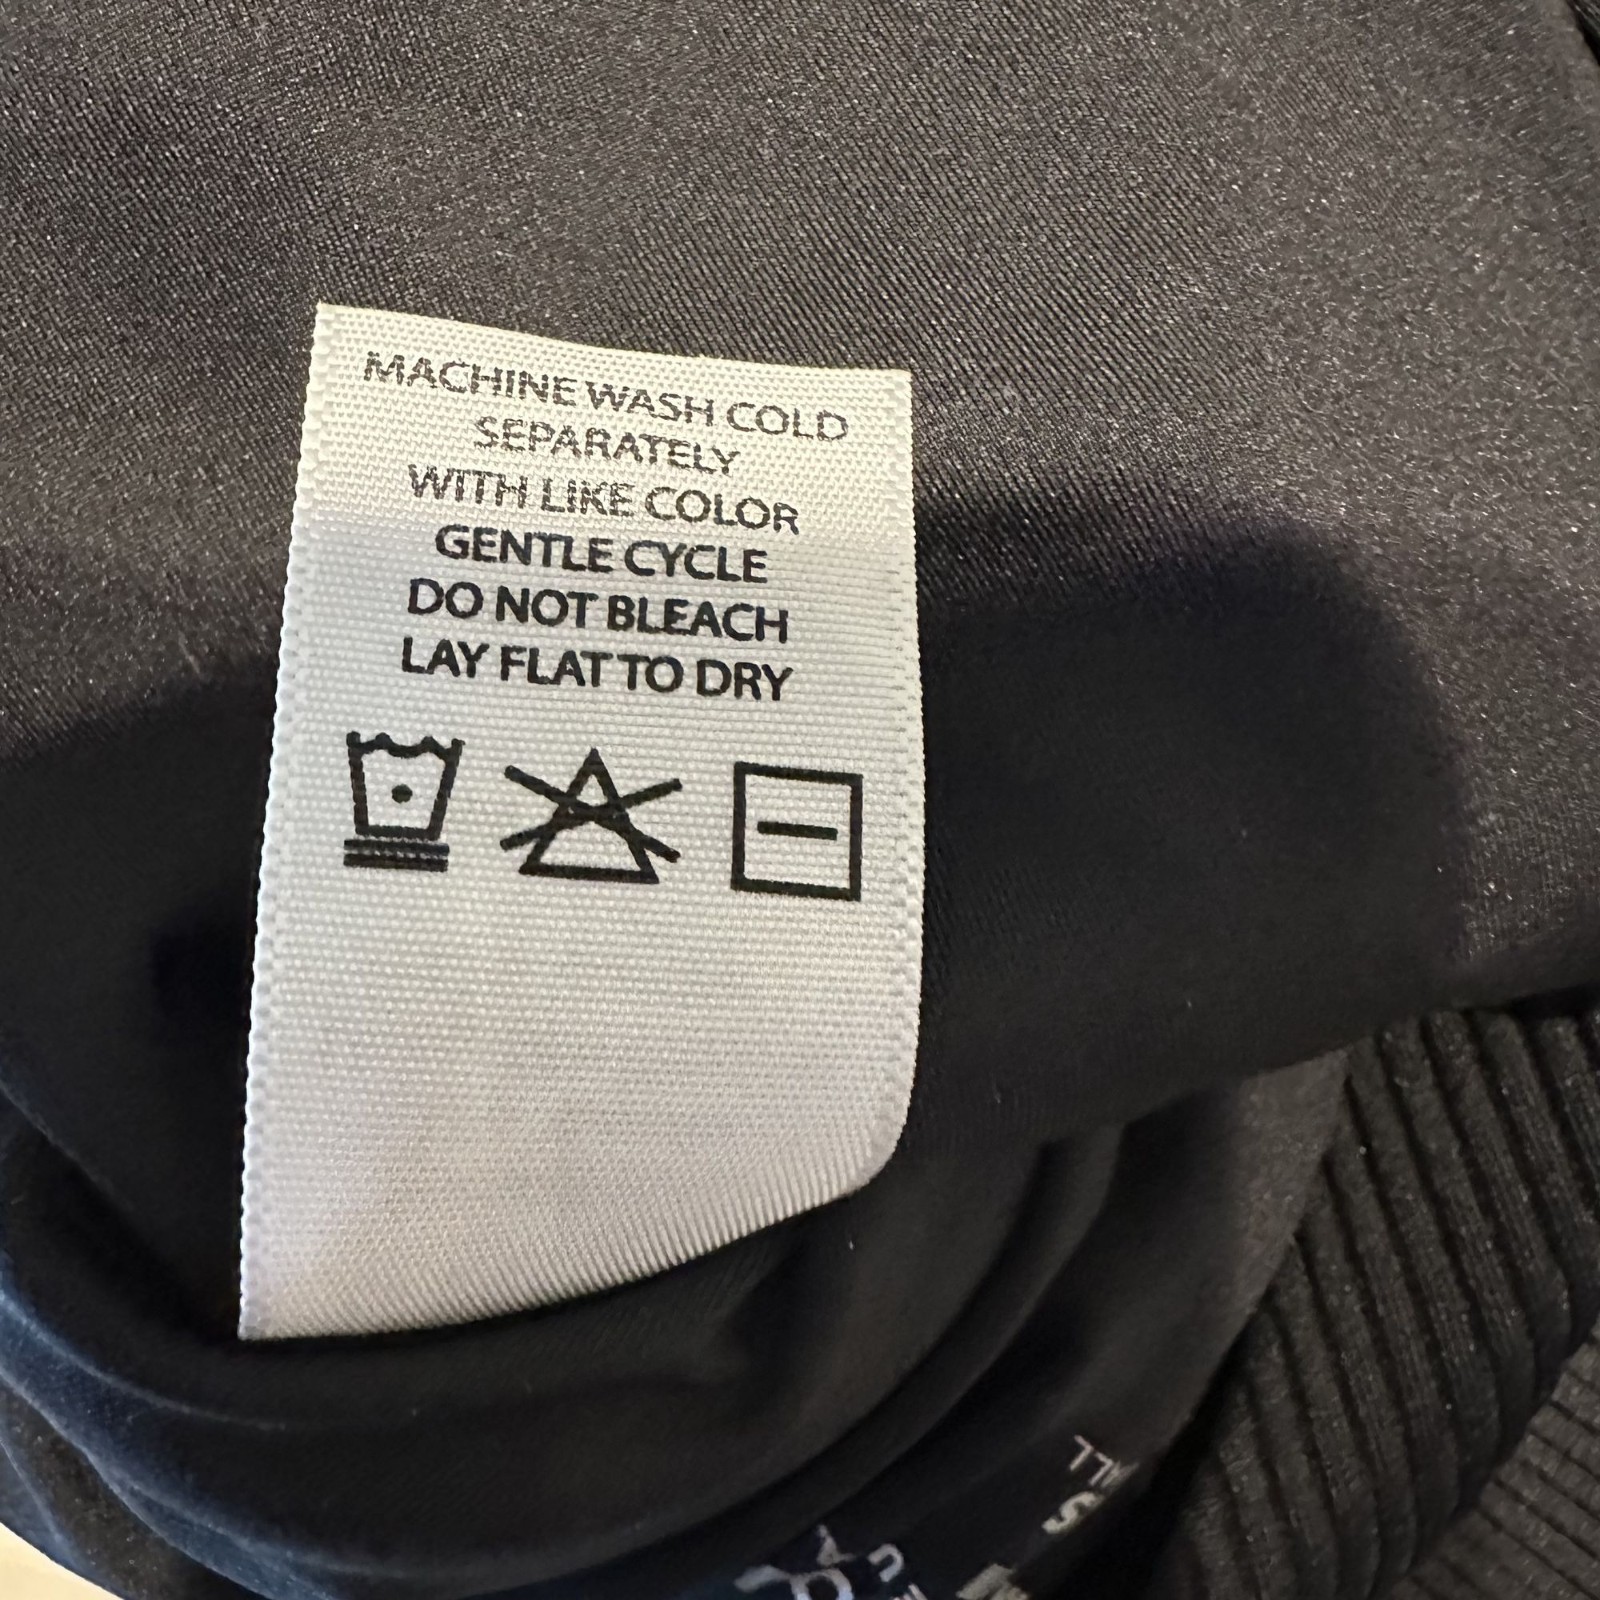 MACHINE WASH COLD
SEPARATELY
WITH LIKE COLOR
GENTLE CYCLE
DO NOT BLEACH
LAY FLAT TO DRY